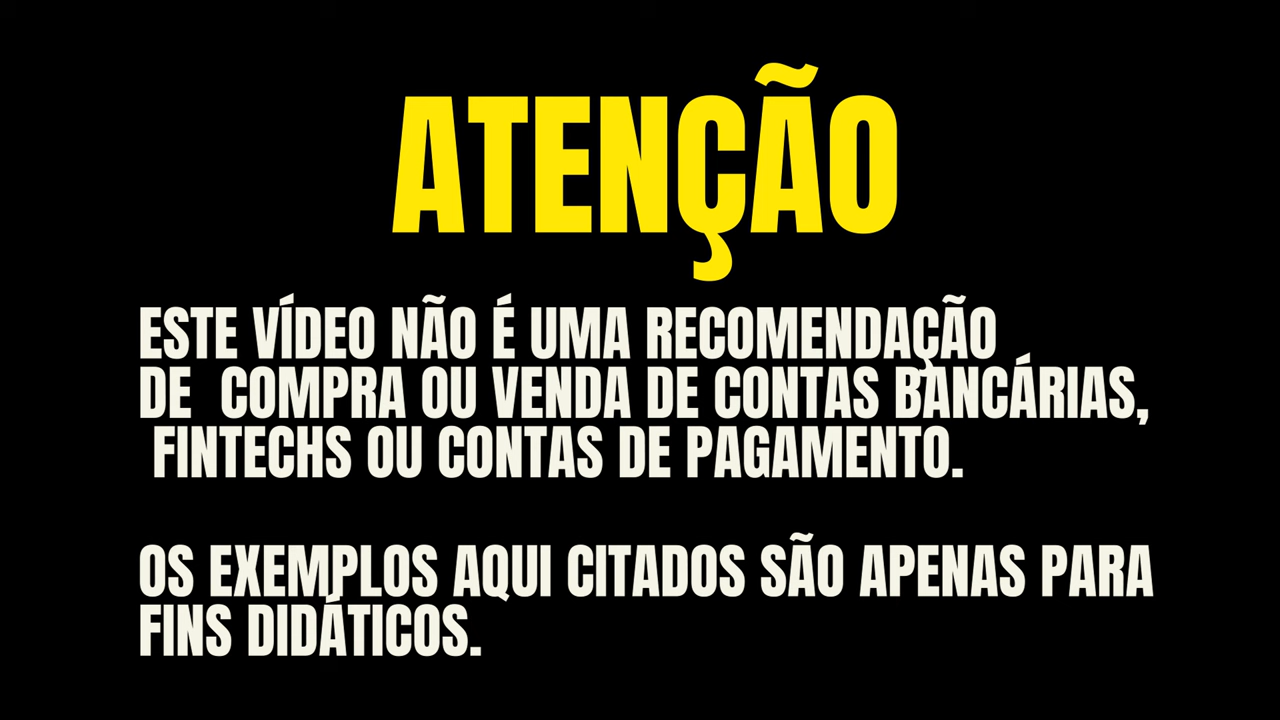 ATENÇÃO
ESTE VÍDEO NÃO É UMA RECOMENDAÇÃO
DE COMPRA OU VENDA DE CONTAS BANCÁRIAS,
FINTECHS OU CONTAS DE PAGAMENTO.
OS EXEMPLOS AQUI CITADOS SÃO APENAS PARA
FINS DIDÁTICOS.